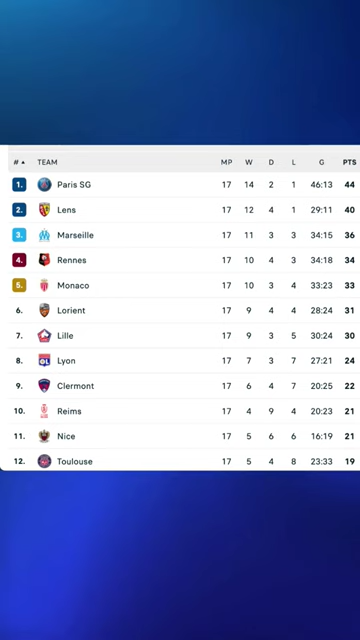 # ▲ TEAM MP W D L G PTS
1. Paris SG 17 14 2 1 46:13 44
2. Lens 17 12 4 1 29:11 40
3. Marseille 17 11 3 3 34:15 36
4. Rennes 17 10 4 3 34:18 34
5. Monaco 17 10 3 4 33:23 33
6. Lorient 17 9 4 4 28:24 31
7. Lille 17 9 3 5 30:24 30
8. Lyon 17 7 3 7 27:21 24
9. Clermont 17 6 4 7 20:25 22
10. Reims 17 4 9 4 20:23 21
11. Nice 17 5 6 6 16:19 21
12. Toulouse 17 5 4 8 23:33 19